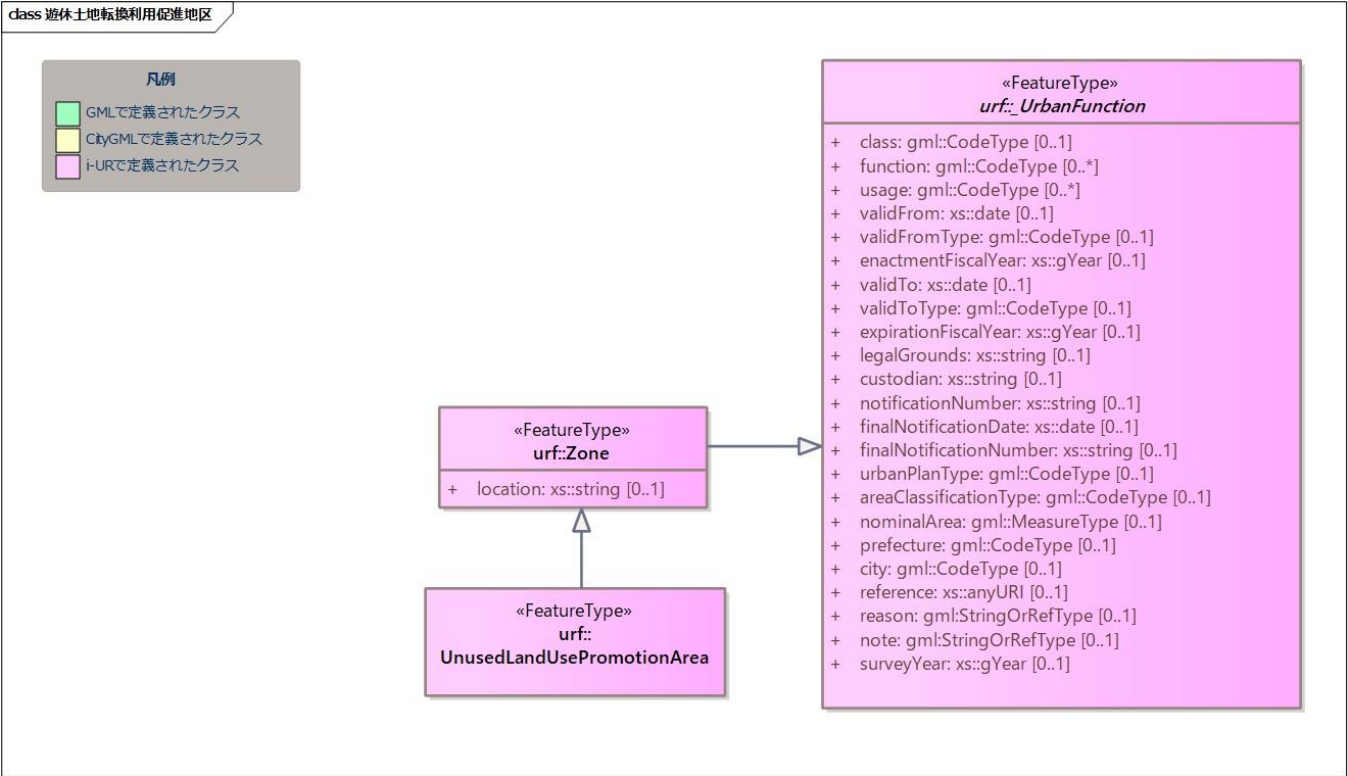 class 遊休土地転換利用促進地区
凡例
GMLで定義されたクラス
CityGMLで定義されたクラス
i-URで定義されたクラス
«FeatureType»
urf::_UrbanFunction
+ class: gml::CodeType [0..1]
+ function: gml::CodeType [0..*]
+ usage: gml::CodeType [0..*]
+ validFrom: xs::date [0..1]
+ validFromType: gml::CodeType [0..1]
+ enactmentFiscalYear: xs::gYear [0..1]
+ validTo: xs::date [0..1]
+ validToType: gml::CodeType [0..1]
+ expirationFiscalYear: xs::gYear [0..1]
+ legalGrounds: xs::string [0..1]
+ custodian: xs::string [0..1]
+ notificationNumber: xs::string [0..1]
+ finalNotificationDate: xs::date [0..1]
+ finalNotificationNumber: xs::string [0..1]
+ urbanPlanType: gml::CodeType [0..1]
+ areaClassificationType: gml::CodeType [0..1]
+ nominalArea: gml::MeasureType [0..1]
+ prefecture: gml::CodeType [0..1]
+ city: gml::CodeType [0..1]
+ reference: xs::anyURI [0..1]
+ reason: gml:StringOrRefType [0..1]
+ note: gml:StringOrRefType [0..1]
+ surveyYear: xs::gYear [0..1]
«FeatureType»
urf::Zone
+ location: xs::string [0..1]
«FeatureType»
urf::
UnusedLandUsePromotionArea